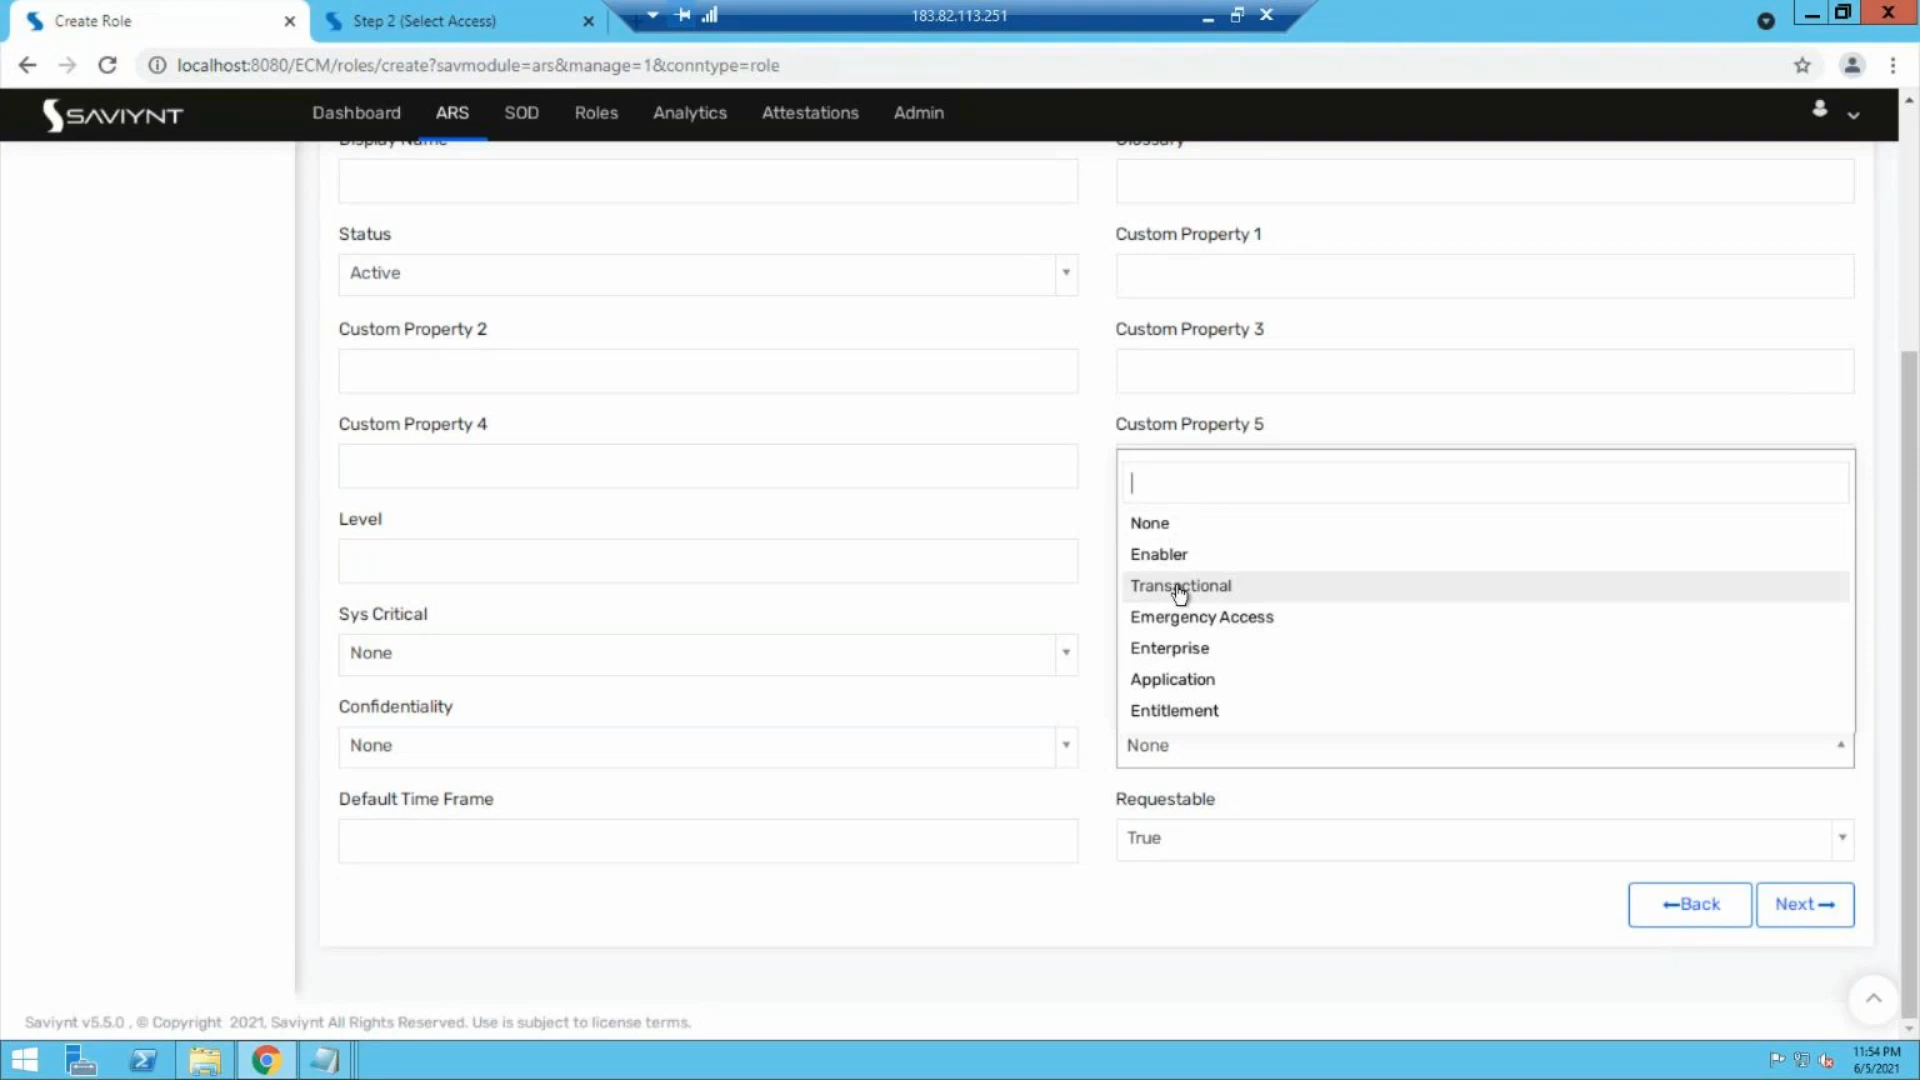 Create Role
Step 2 (Select Access)
183.82.113.251
localhost:8080/ECM/roles/create?savmodule=ars&manage=1&conntype=role
SAVIYNT
Dashboard
ARS
SOD
Roles
Analytics
Attestations
Admin
Display Name
Glossary
Status
Custom Property 1
Active
Custom Property 2
Custom Property 3
Custom Property 4
Custom Property 5
Level
None
Enabler
Transactional
Emergency Access
Enterprise
Application
Entitlement
Sys Critical
None
Confidentiality
None
None
Default Time Frame
Requestable
True
←Back
Next→
Saviynt v5.5.0 , © Copyright 2021, Saviynt All Rights Reserved. Use is subject to license terms.
11:54 PM
6/5/2021